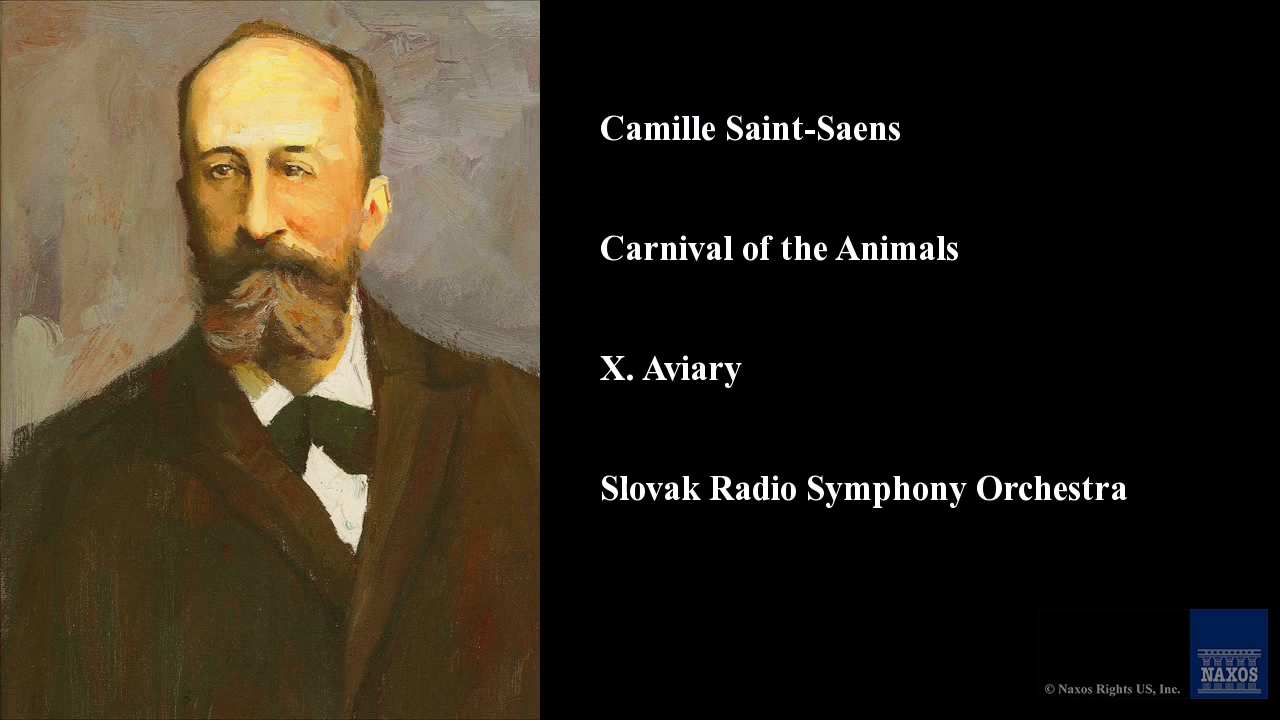 Camille Saint-Saens
Carnival of the Animals
X. Aviary
Slovak Radio Symphony Orchestra
© Naxos Rights US, Inc.
NAXOS